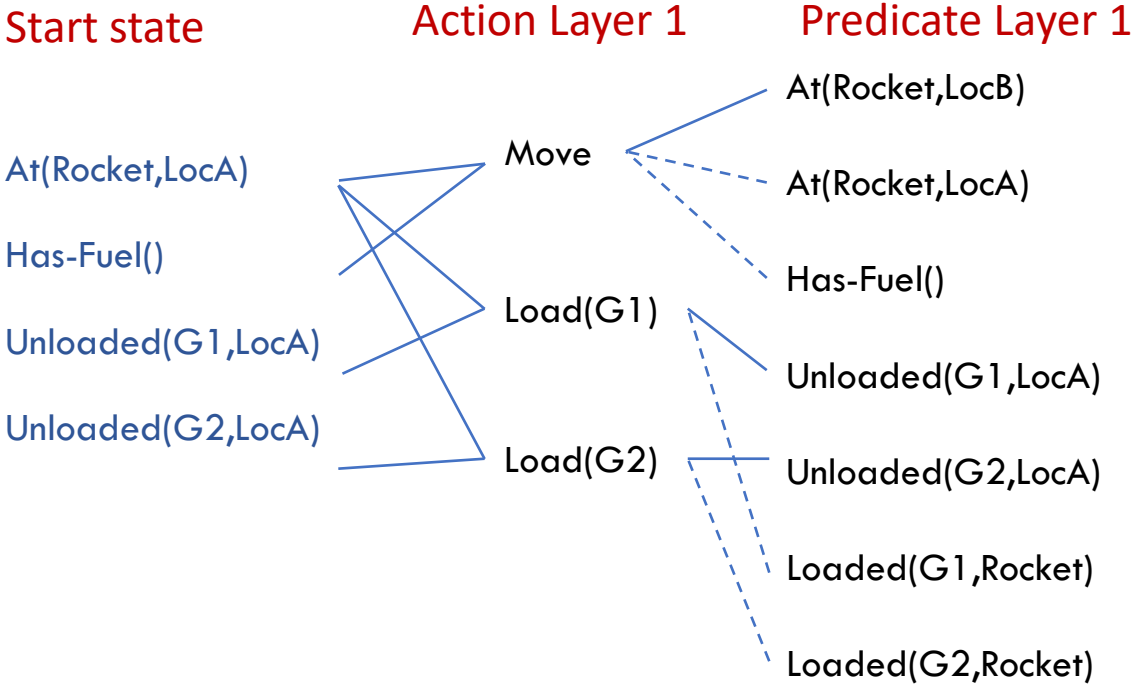 Start state
At(Rocket,LocA)
Has-Fuel()
Unloaded(G1,LocA)
Unloaded(G2,LocA)
Action Layer 1
Move
Load(G1)
Load(G2)
Predicate Layer 1
At(Rocket,LocB)
At(Rocket,LocA)
Has-Fuel()
Unloaded(G1,LocA)
Unloaded(G2,LocA)
Loaded(G1,Rocket)
Loaded(G2,Rocket)